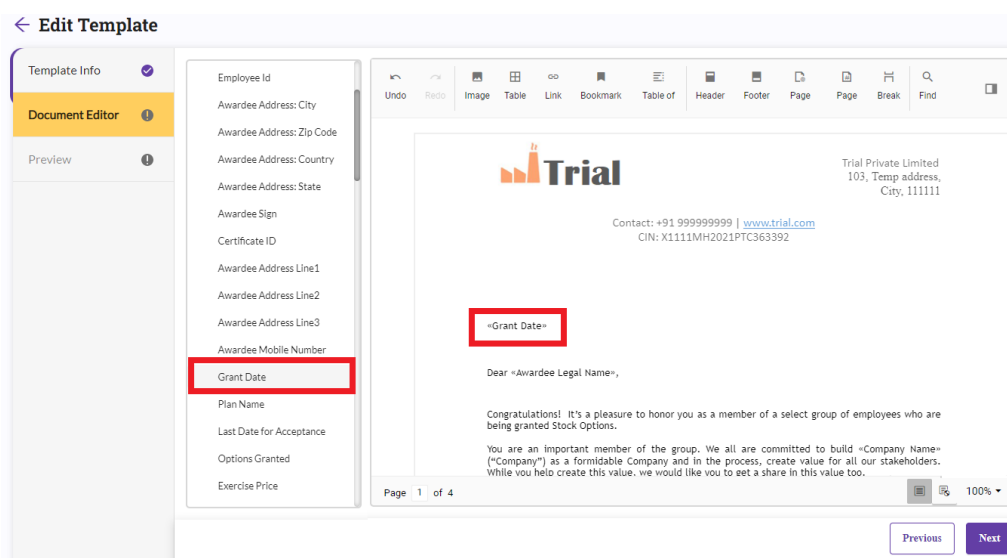 Edit Template
Template Info
Document Editor
Preview
Employee Id
Awardee Address: City
Awardee Address: Zip Code
Awardee Address: Country
Awardee Address: State
Awardee Sign
Certificate ID
Awardee Address Line1
Awardee Address Line2
Awardee Address Line3
Awardee Mobile Number
Grant Date
Plan Name
Last Date for Acceptance
Options Granted
Exercise Price
Undo Redo Image Table Link Bookmark Table of Header Footer Page Page Break Find
Trial
Trial Private Limited
103, Temp address,
City, 111111
Contact: +91 999999999 | www.trial.com
CIN: X1111MH2021PTC363392
«Grant Date»
Dear «Awardee Legal Name»,
Congratulations! It's a pleasure to honor you as a member of a select group of employees who are
being granted Stock Options.
You are an important member of the group. We all are committed to build «Company Name»
("Company") as a formidable Company and in the process, create value for all our stakeholders.
While you help create this value, we would like you to get a share in this value too.
Page 1 of 4
100%
Previous Next